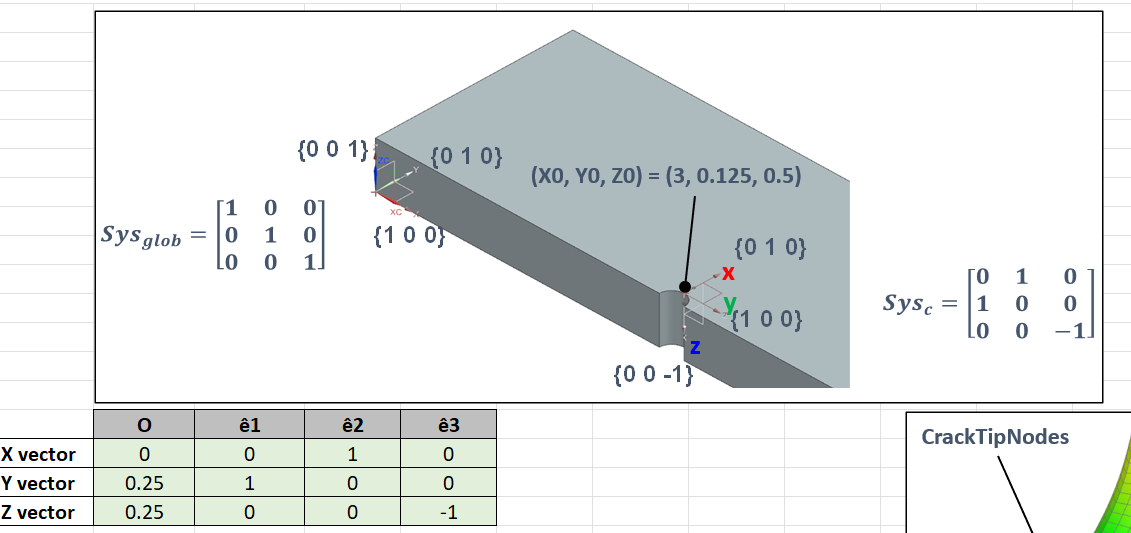 {0 0 1}
ZC
Y
{0 1 0}
(X0, Y0, Z0) = (3, 0.125, 0.5)
XC
{1 0 0}
Sys_glob = [1 0 0
0 1 0
0 0 1]
{0 1 0}
x
y
{1 0 0}
z
{0 0 -1}
Sys_c = [0 1 0
1 0 0
0 0 −1]
O ê1 ê2 ê3
X vector 0 0 1 0
Y vector 0.25 1 0 0
Z vector 0.25 0 0 -1
CrackTipNodes